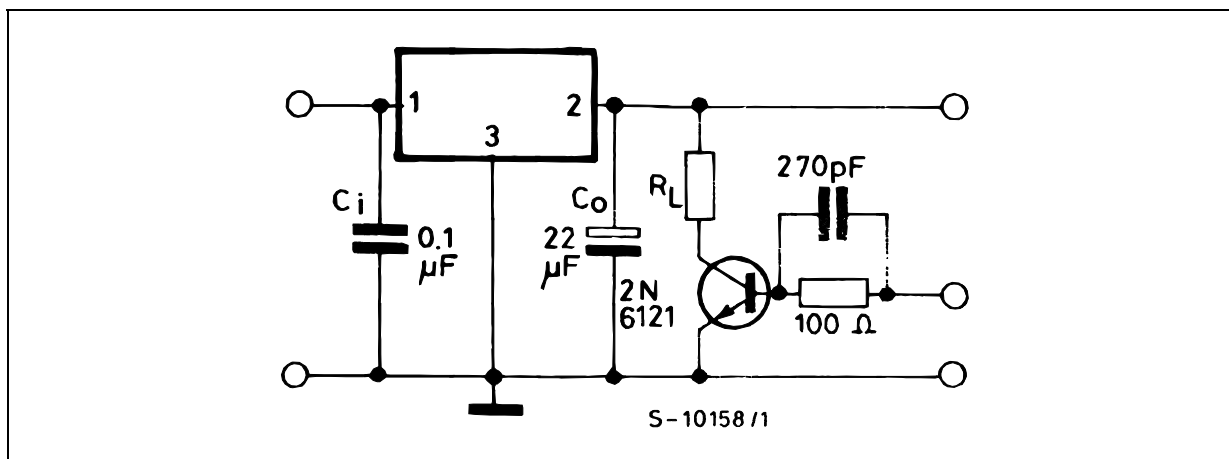 1
2
3
Ci
0.1
µF
Co
22
µF
RL
270pF
2N
6121
100 Ω
S-10158/1